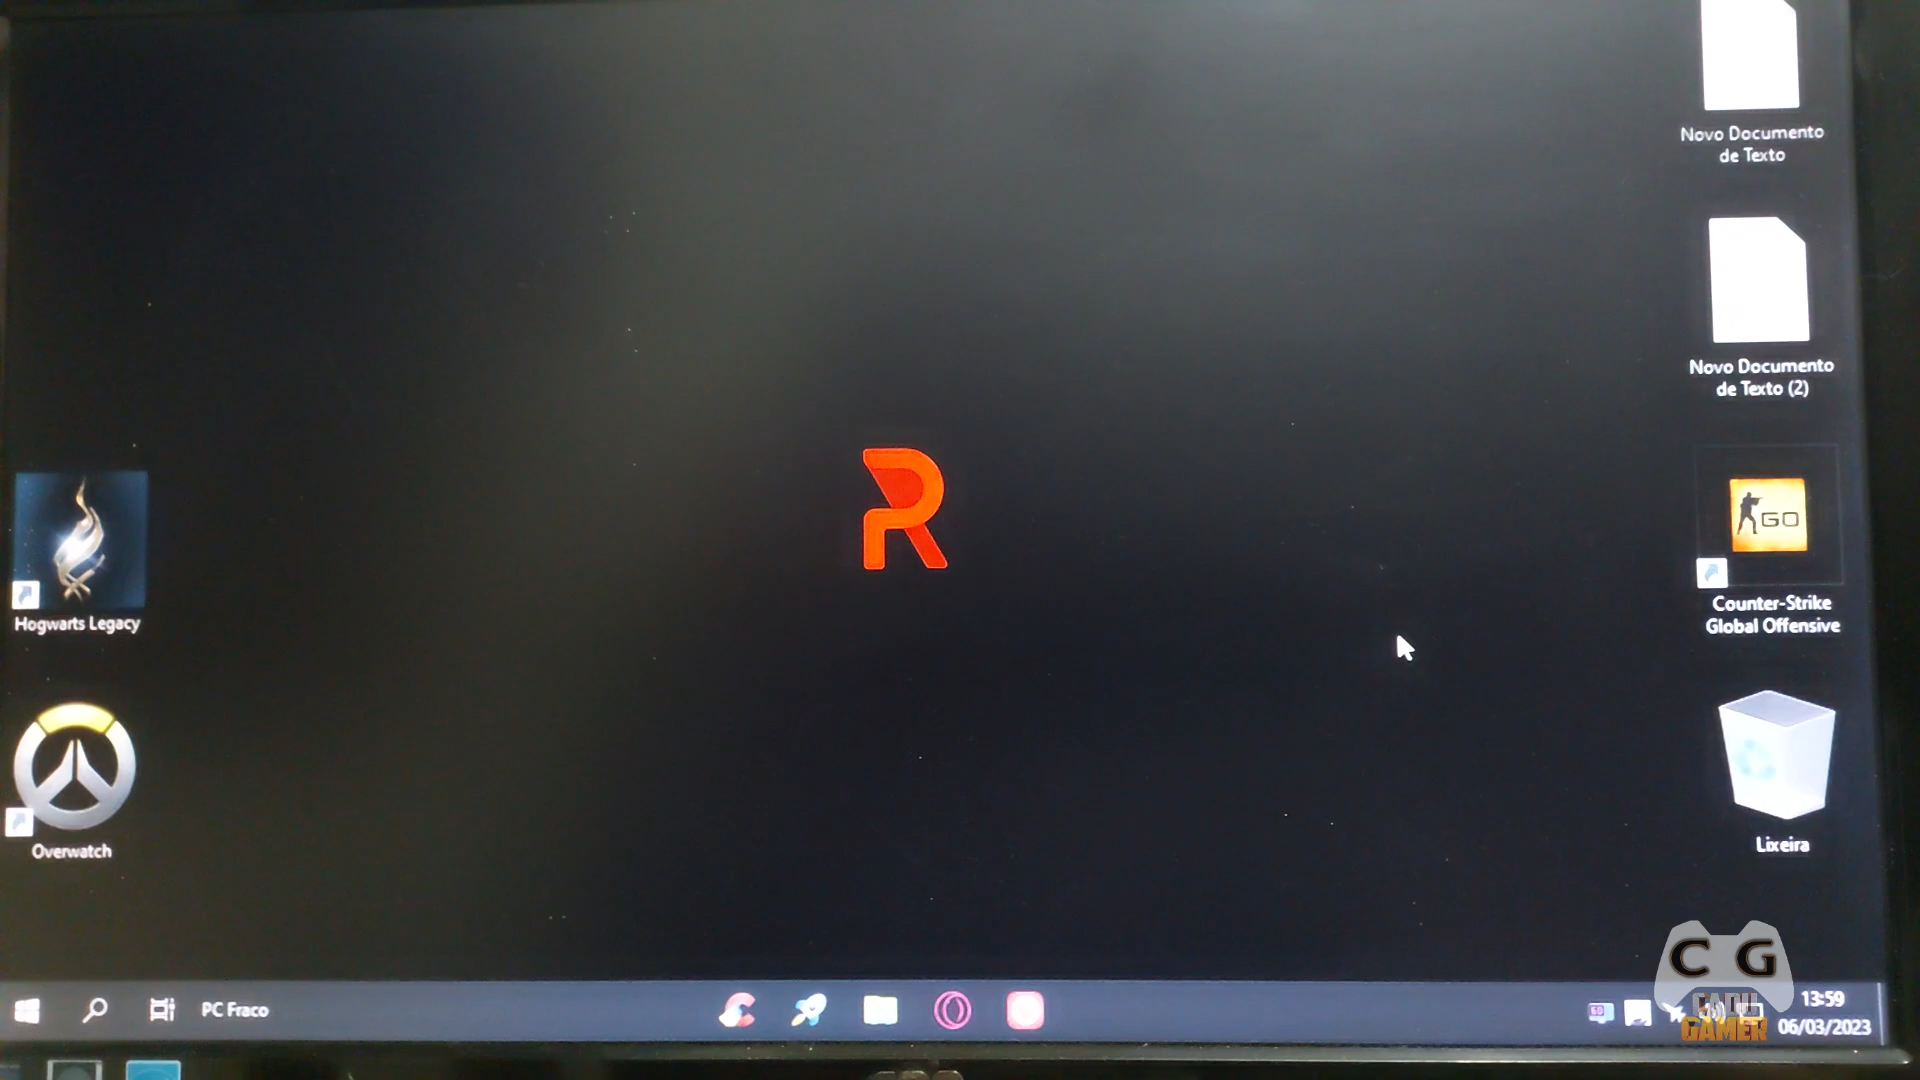 Novo Documento
de Texto
Novo Documento
de Texto (2)
GO
Counter-Strike
Global Offensive
Hogwarts Legacy
Overwatch
Lixeira
R
C G
CADU
GAMER
PC Fraco
13:59
06/03/2023